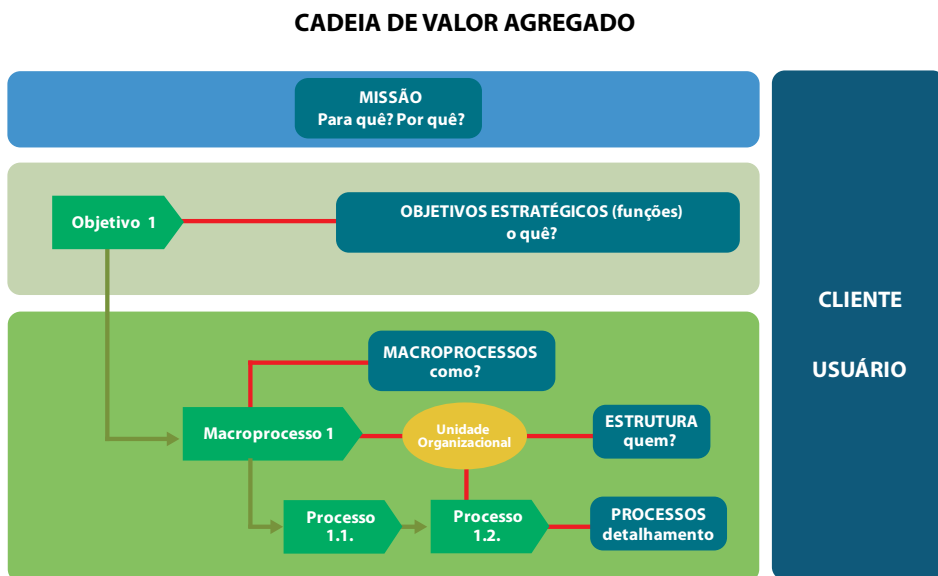 CADEIA DE VALOR AGREGADO
MISSÃO
Para quê? Por quê?
Objetivo 1
OBJETIVOS ESTRATÉGICOS (funções)
o quê?
CLIENTE
USUÁRIO
MACROPROCESSOS
como?
Macroprocesso 1
Unidade
Organizacional
ESTRUTURA
quem?
Processo
1.1.
Processo
1.2.
PROCESSOS
detalhamento